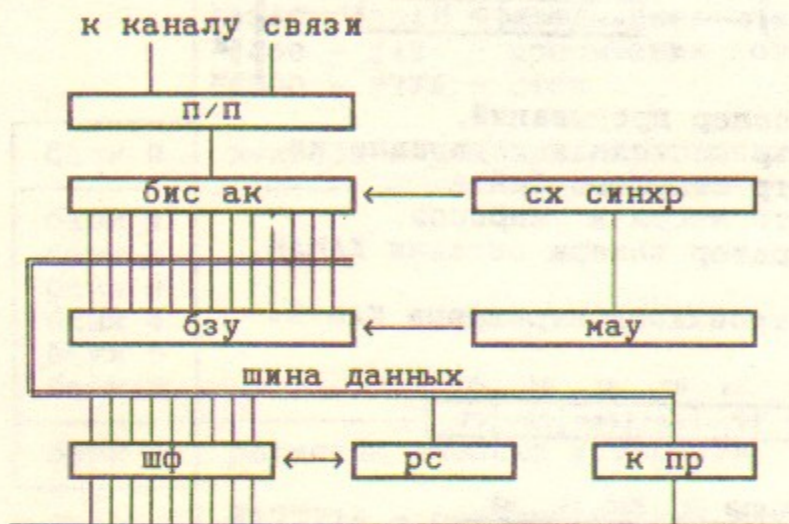 к каналу связи
п/п
бис ак
сх синхр
бзу
мау
шина данных
шф
рс
к пр